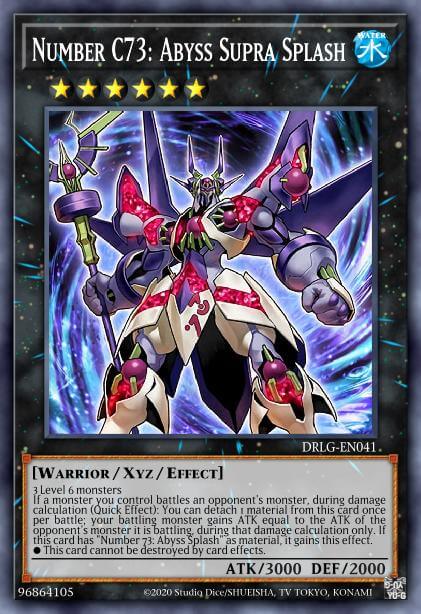 Number C73: Abyss Supra Splash
WATER
水
73
DRLG-EN041
[Warrior / Xyz / Effect]
3 Level 6 monsters
If a monster you control battles an opponent's monster, during damage
calculation (Quick Effect): You can detach 1 material from this card once
per battle; your battling monster gains ATK equal to the ATK of the
opponent's monster it is battling, during that damage calculation only. If
this card has "Number 73: Abyss Splash" as material, it gains this effect.
● This card cannot be destroyed by card effects.
ATK/3000 DEF/2000
96864105
©2020 Studio Dice/SHUEISHA, TV TOKYO, KONAMI